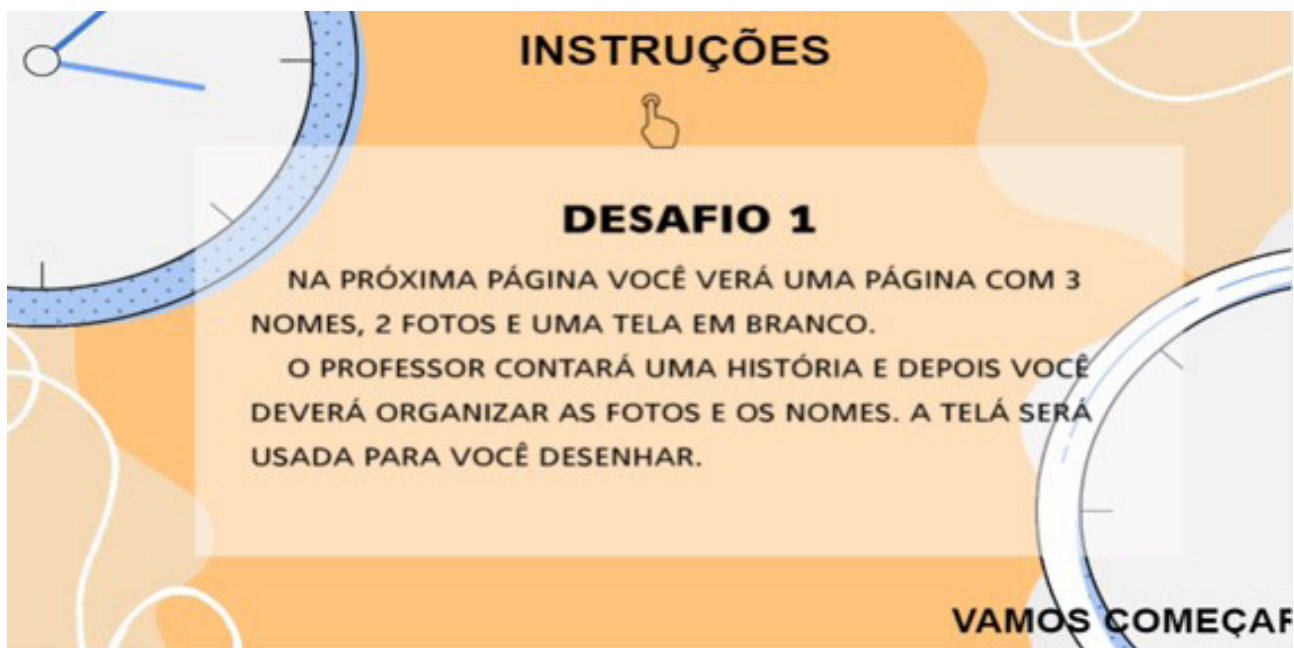 INSTRUÇÕES
DESAFIO 1
NA PRÓXIMA PÁGINA VOCÊ VERÁ UMA PÁGINA COM 3
NOMES, 2 FOTOS E UMA TELA EM BRANCO.
O PROFESSOR CONTARÁ UMA HISTÓRIA E DEPOIS VOCÊ
DEVERÁ ORGANIZAR AS FOTOS E OS NOMES. A TELÁ SERÁ
USADA PARA VOCÊ DESENHAR.
VAMOS COMEÇAR